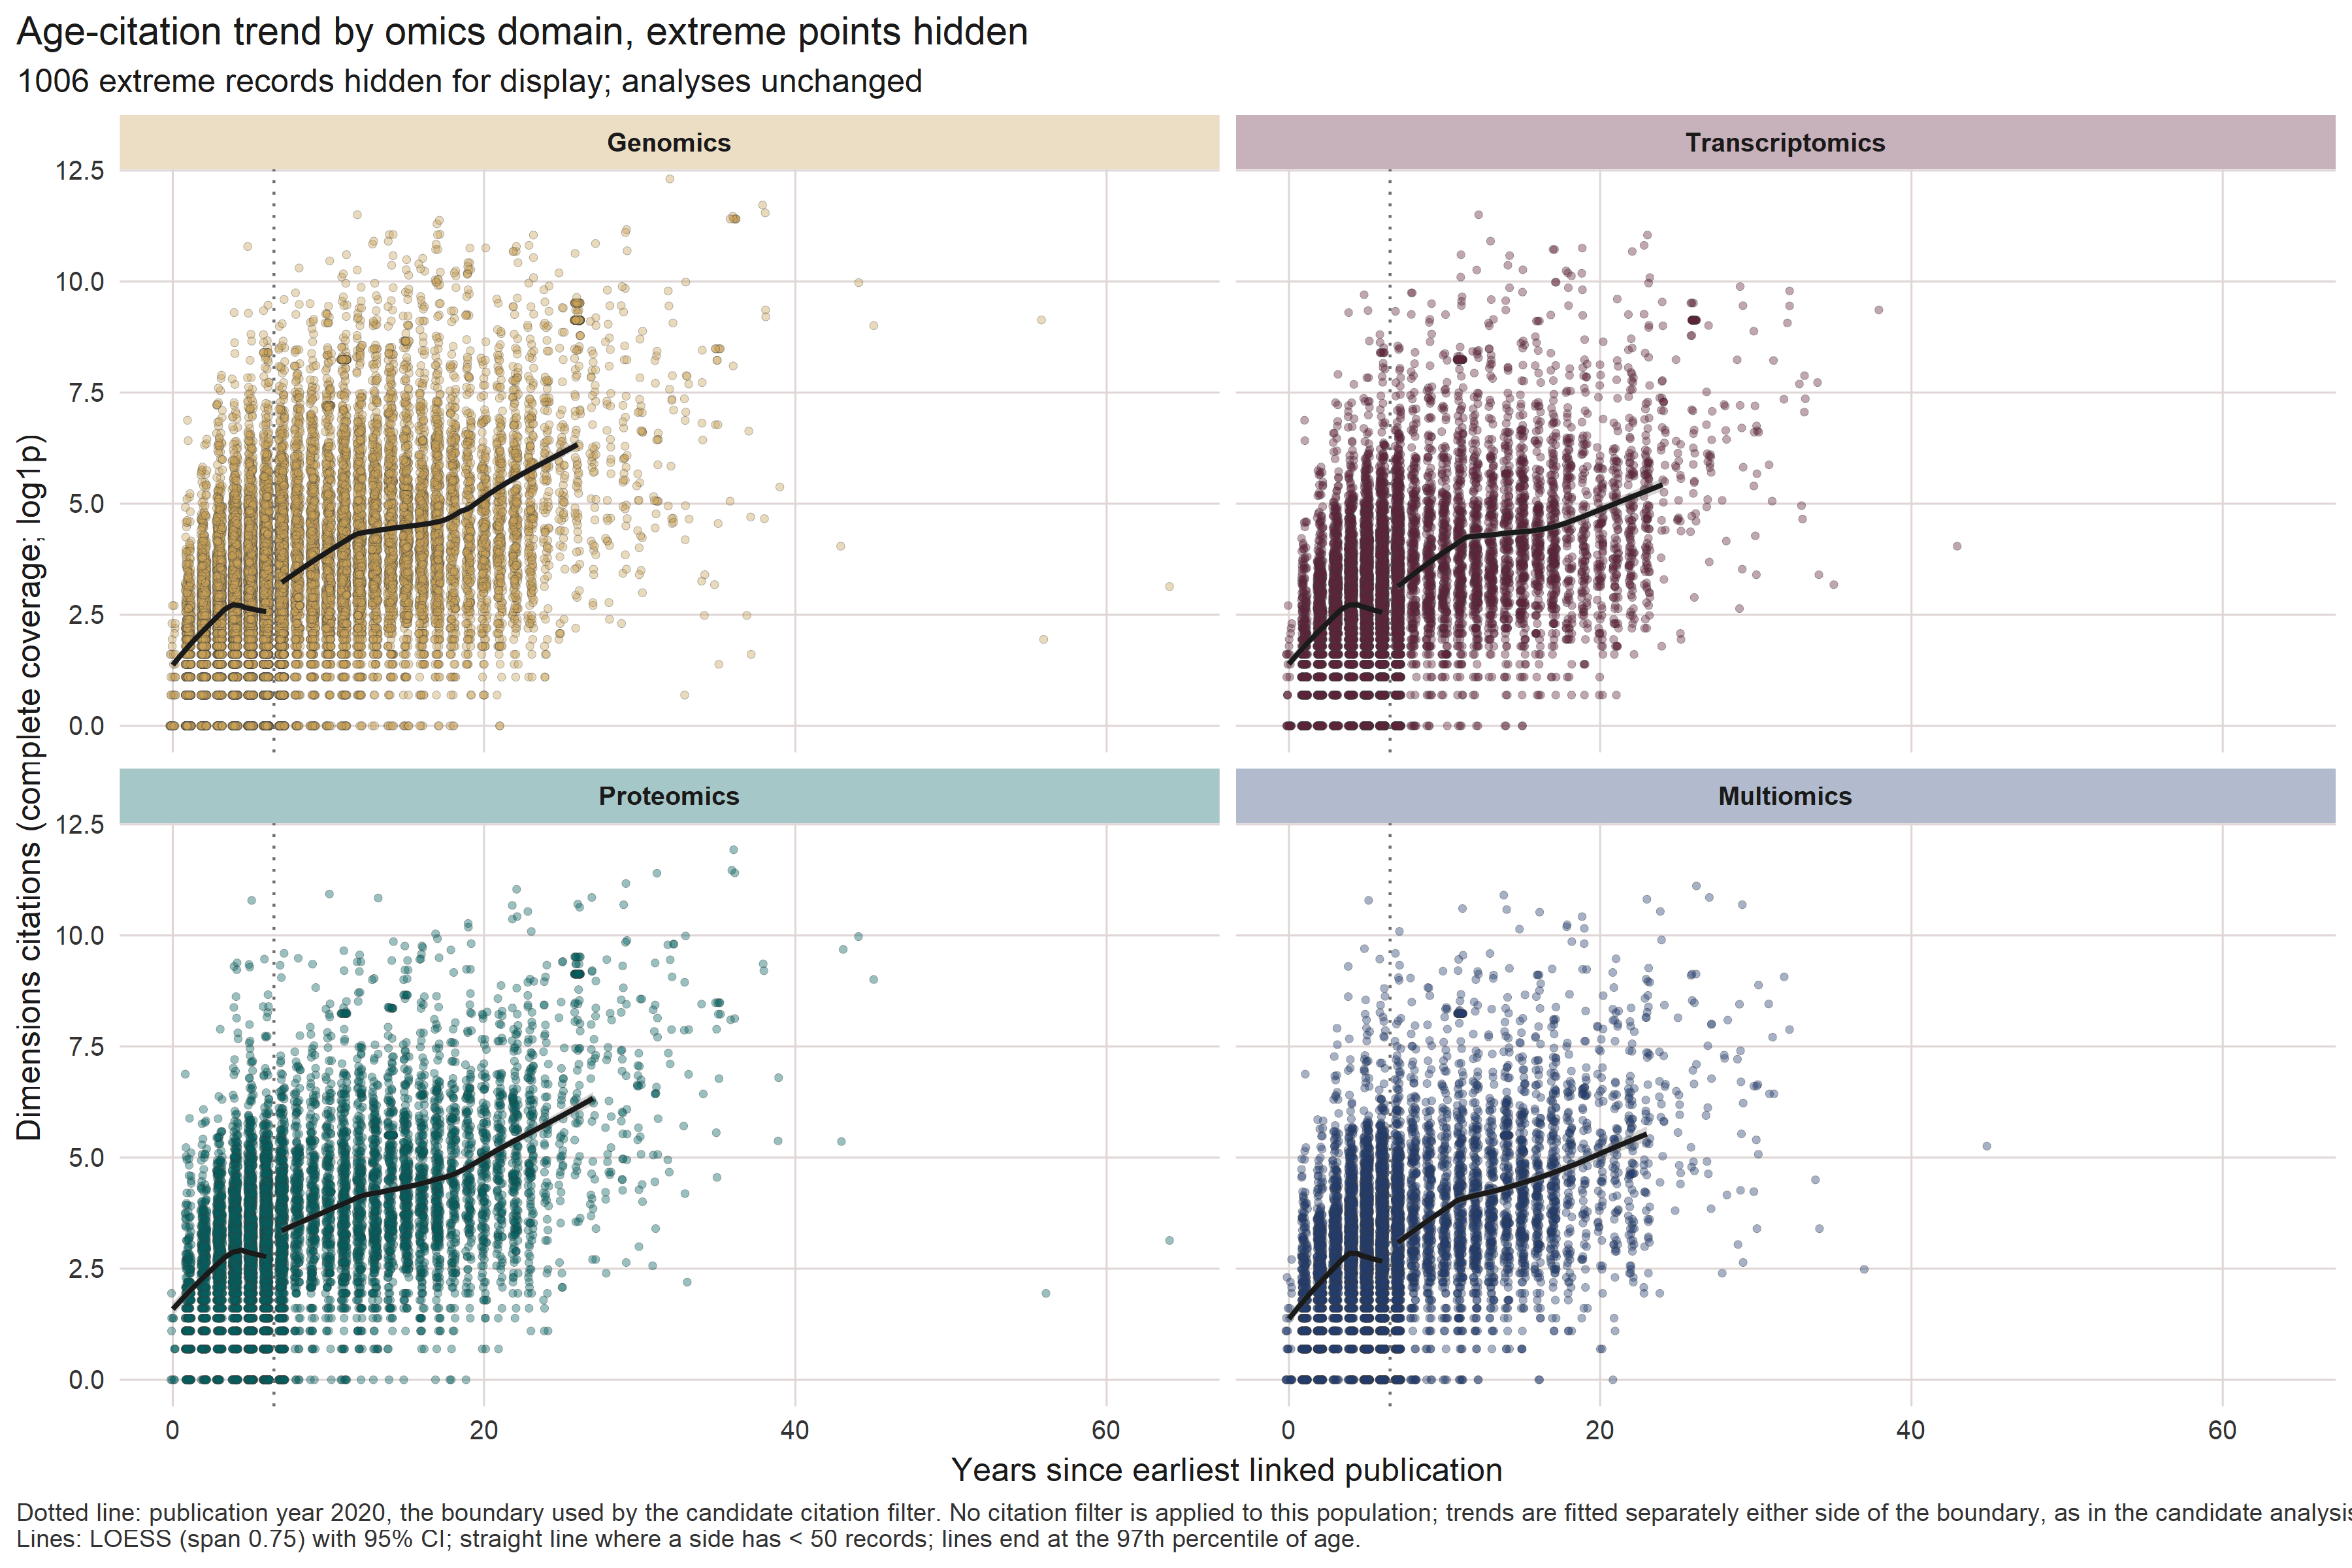 Age-citation trend by omics domain, extreme points hidden
1006 extreme records hidden for display; analyses unchanged
Genomics
Transcriptomics
12.5
10.0
7.5
5.0
2.5
0.0
Proteomics
Multiomics
12.5
10.0
7.5
5.0
2.5
0.0
Dimensions citations (complete coverage; log1p)
0 20 40 60
0 20 40 60
Years since earliest linked publication
Dotted line: publication year 2020, the boundary used by the candidate citation filter. No citation filter is applied to this population; trends are fitted separately either side of the boundary, as in the candidate analysis
Lines: LOESS (span 0.75) with 95% CI; straight line where a side has < 50 records; lines end at the 97th percentile of age.